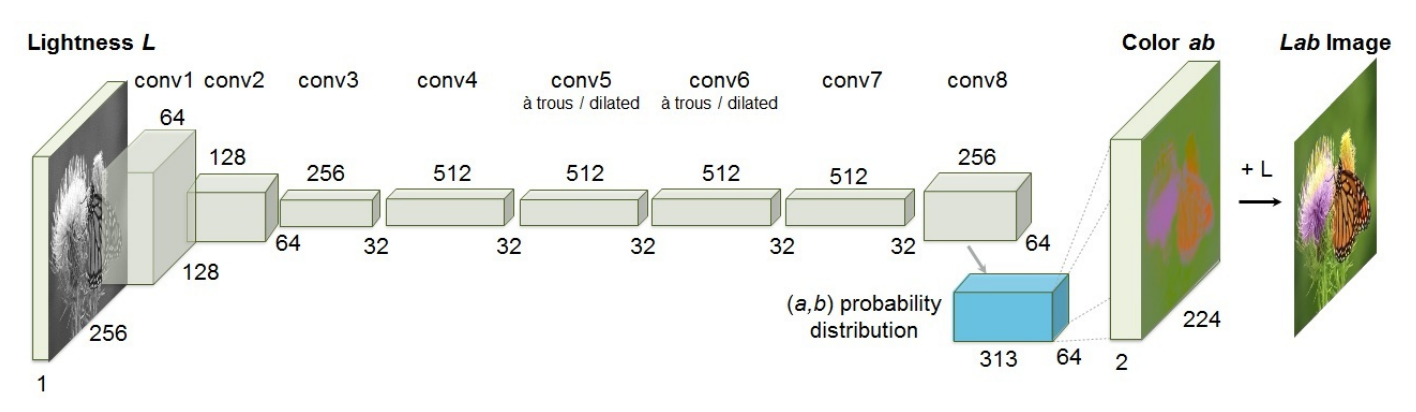 Lightness L
Color ab
Lab Image
conv1
conv2
conv3
conv4
conv5
à trous / dilated
conv6
à trous / dilated
conv7
conv8
64
128
256
512
512
512
512
256
+ L
128
64
32
32
32
32
32
64
256
1
(a,b) probability
distribution
313
64
2
224